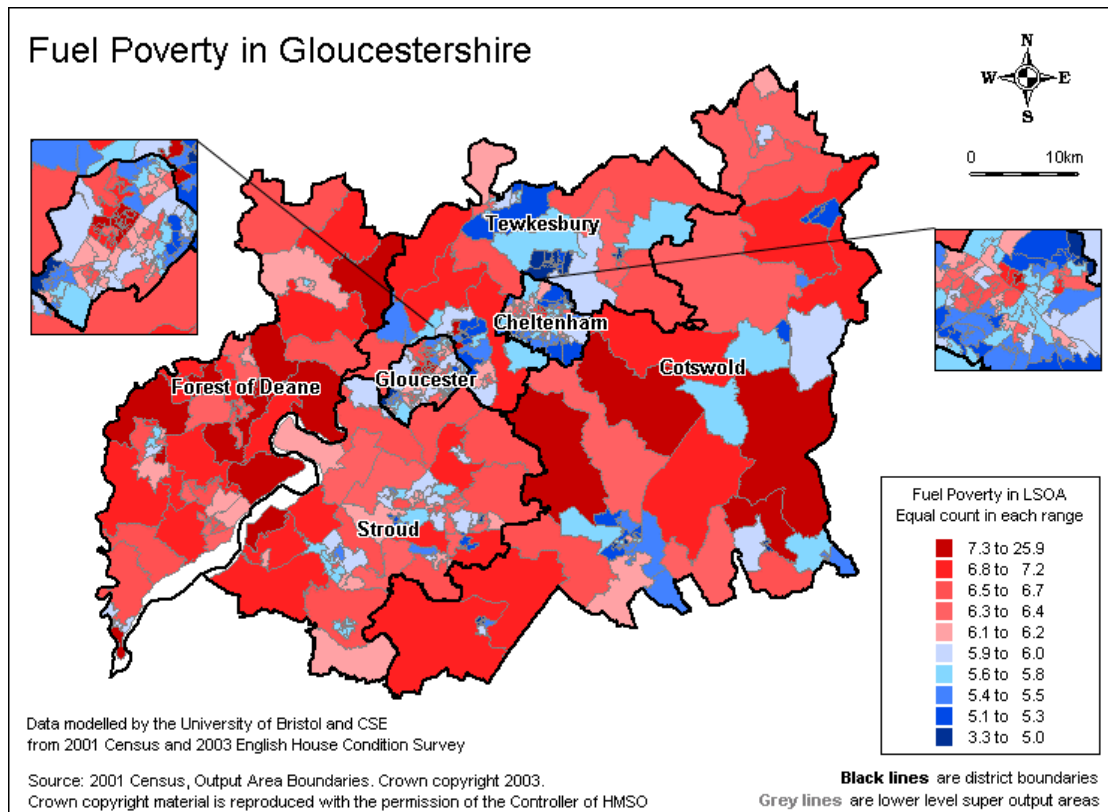 Fuel Poverty in Gloucestershire
N
W E
S
0 10km
Tewkesbury
Cheltenham
Cotswold
Gloucester
Forest of Deane
Stroud
Fuel Poverty in LSOA
Equal count in each range
7.3 to 25.9
6.8 to 7.2
6.5 to 6.7
6.3 to 6.4
6.1 to 6.2
5.9 to 6.0
5.6 to 5.8
5.4 to 5.5
5.1 to 5.3
3.3 to 5.0
Data modelled by the University of Bristol and CSE
from 2001 Census and 2003 English House Condition Survey
Source: 2001 Census, Output Area Boundaries. Crown copyright 2003.
Crown copyright material is reproduced with the permission of the Controller of HMSO
Black lines are district boundaries
Grey lines are lower level super output areas